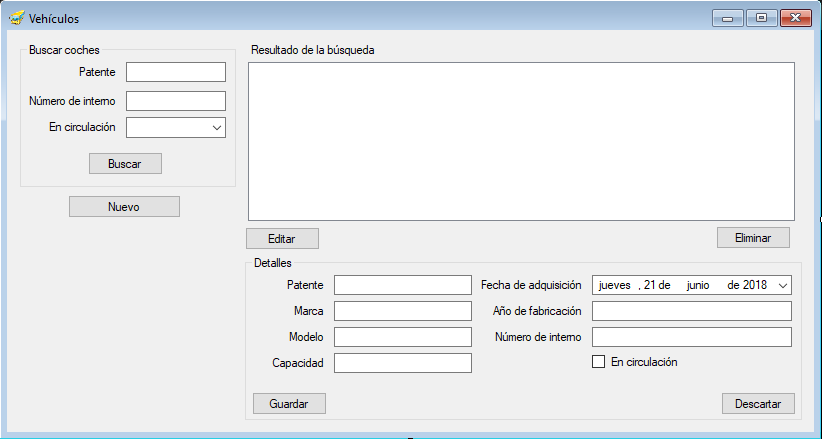 Vehículos
Buscar coches
Patente
Número de interno
En circulación
Buscar
Nuevo
Resultado de la búsqueda
Editar
Eliminar
Detalles
Patente
Fecha de adquisición
jueves , 21 de junio de 2018
Marca
Año de fabricación
Modelo
Número de interno
Capacidad
En circulación
Guardar
Descartar